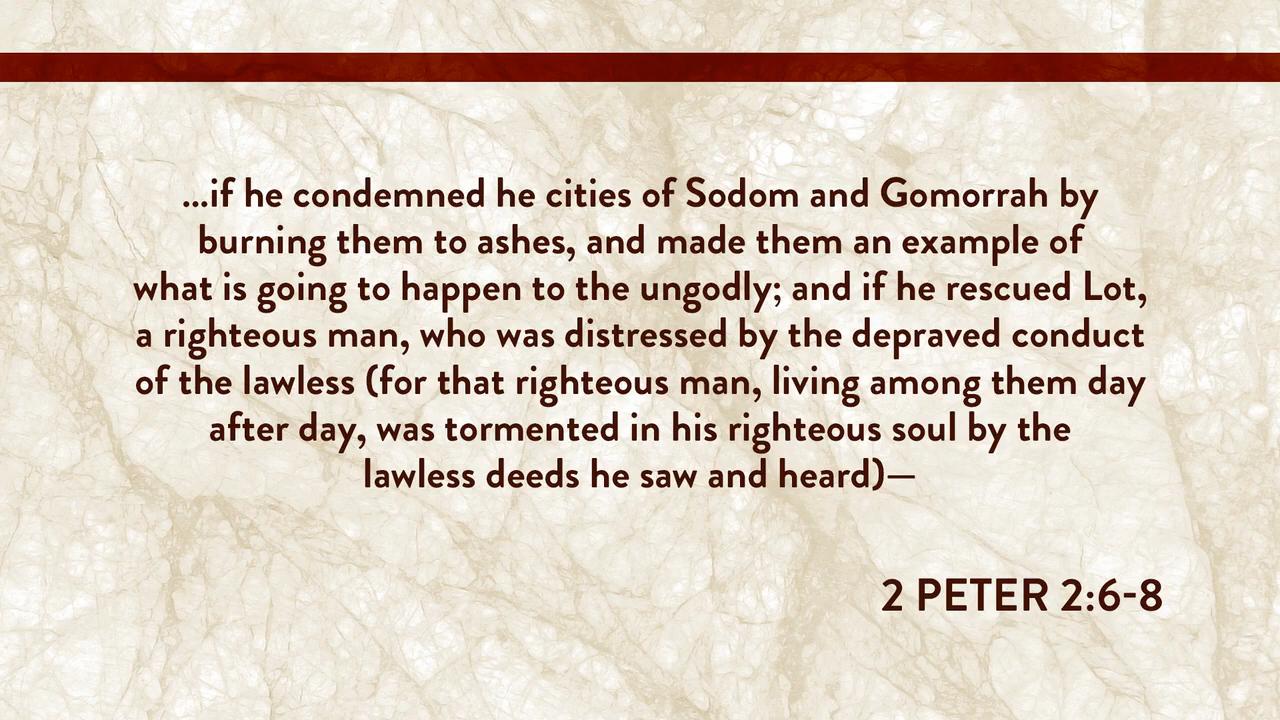 ...if he condemned he cities of Sodom and Gomorrah by
burning them to ashes, and made them an example of
what is going to happen to the ungodly; and if he rescued Lot,
a righteous man, who was distressed by the depraved conduct
of the lawless (for that righteous man, living among them day
after day, was tormented in his righteous soul by the
lawless deeds he saw and heard)—
2 PETER 2:6-8